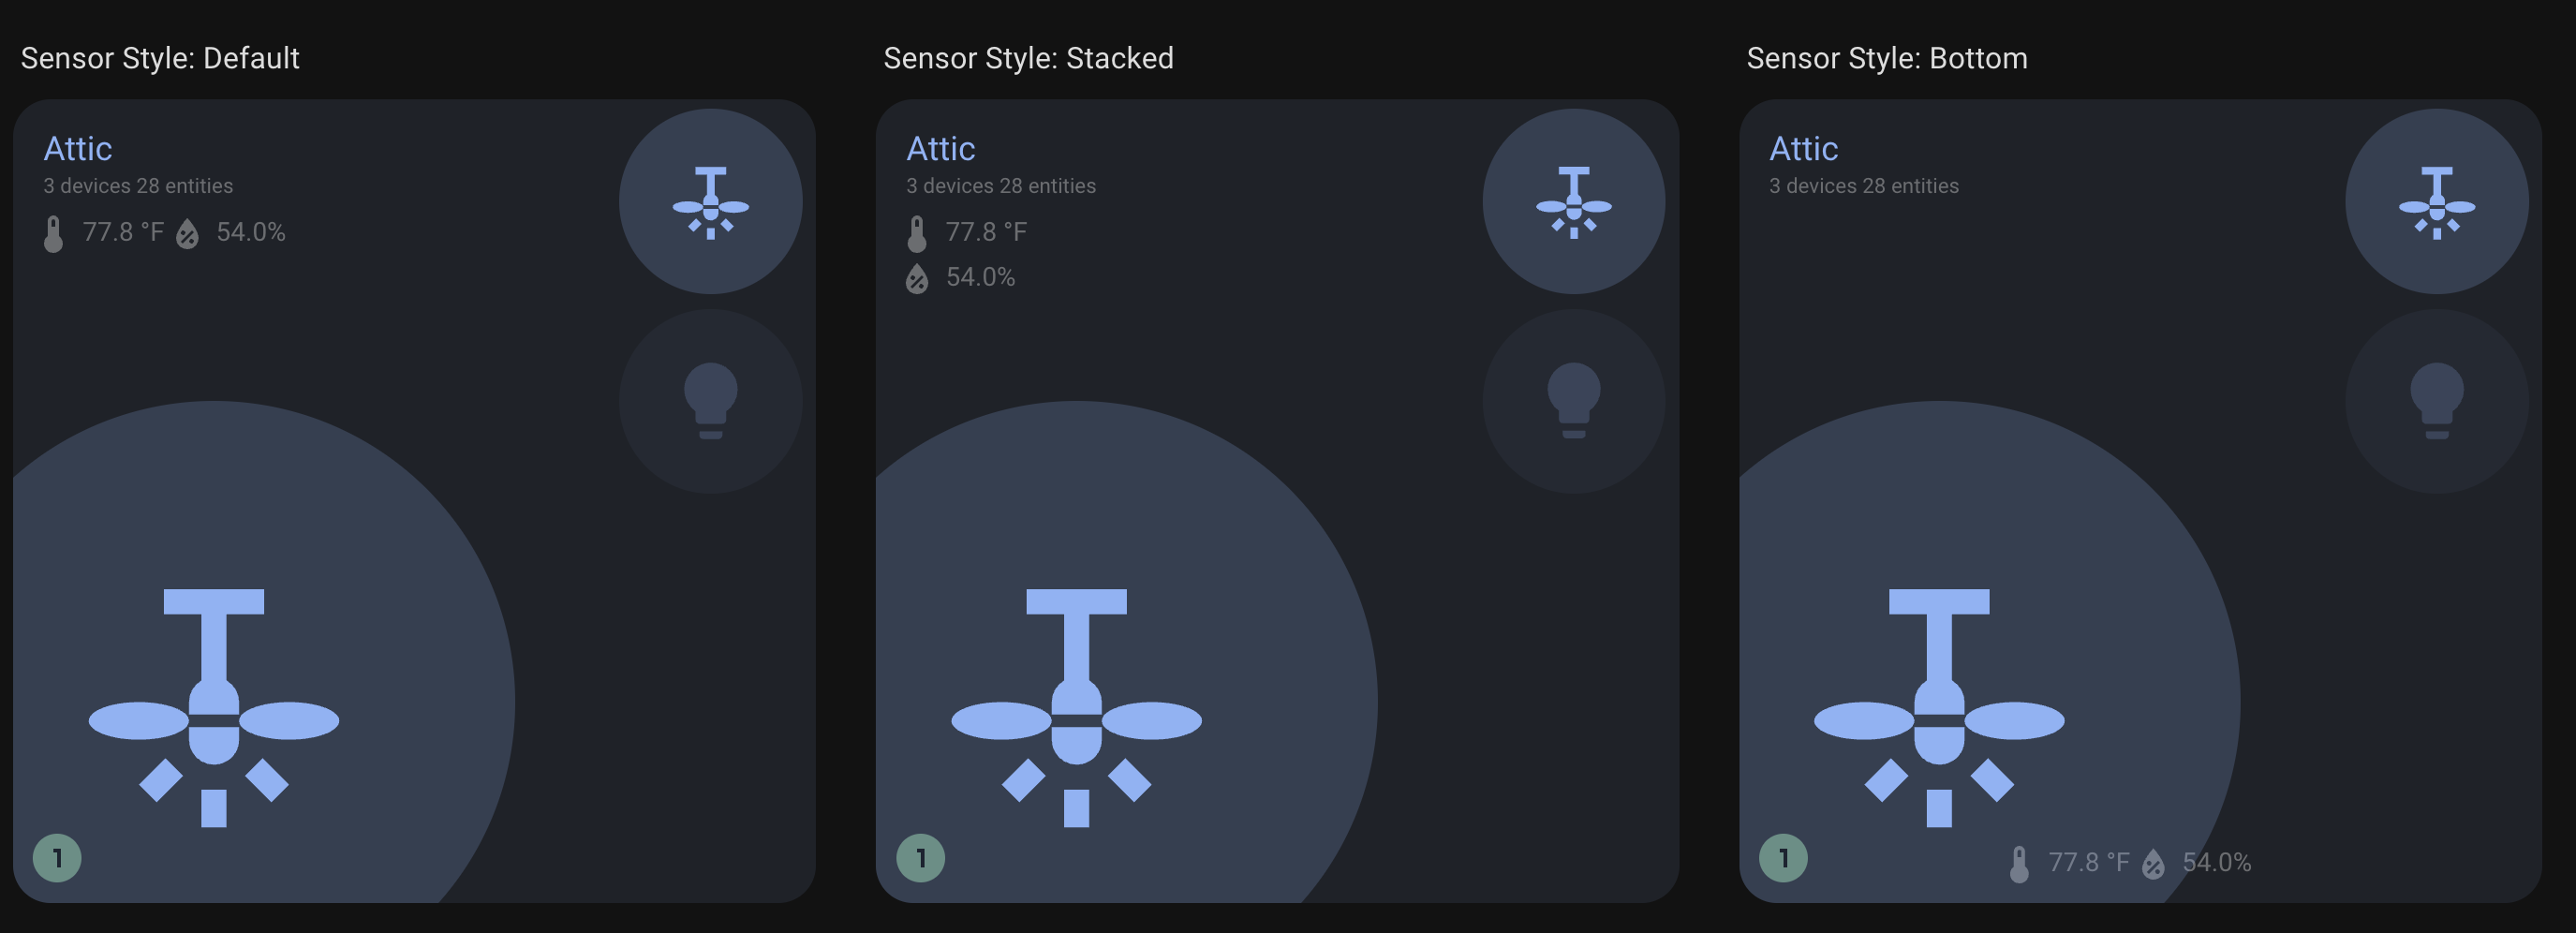 Sensor Style: Default
Attic
3 devices 28 entities
77.8 °F 54.0%
1
Sensor Style: Stacked
Attic
3 devices 28 entities
77.8 °F
54.0%
1
Sensor Style: Bottom
Attic
3 devices 28 entities
1
77.8 °F 54.0%